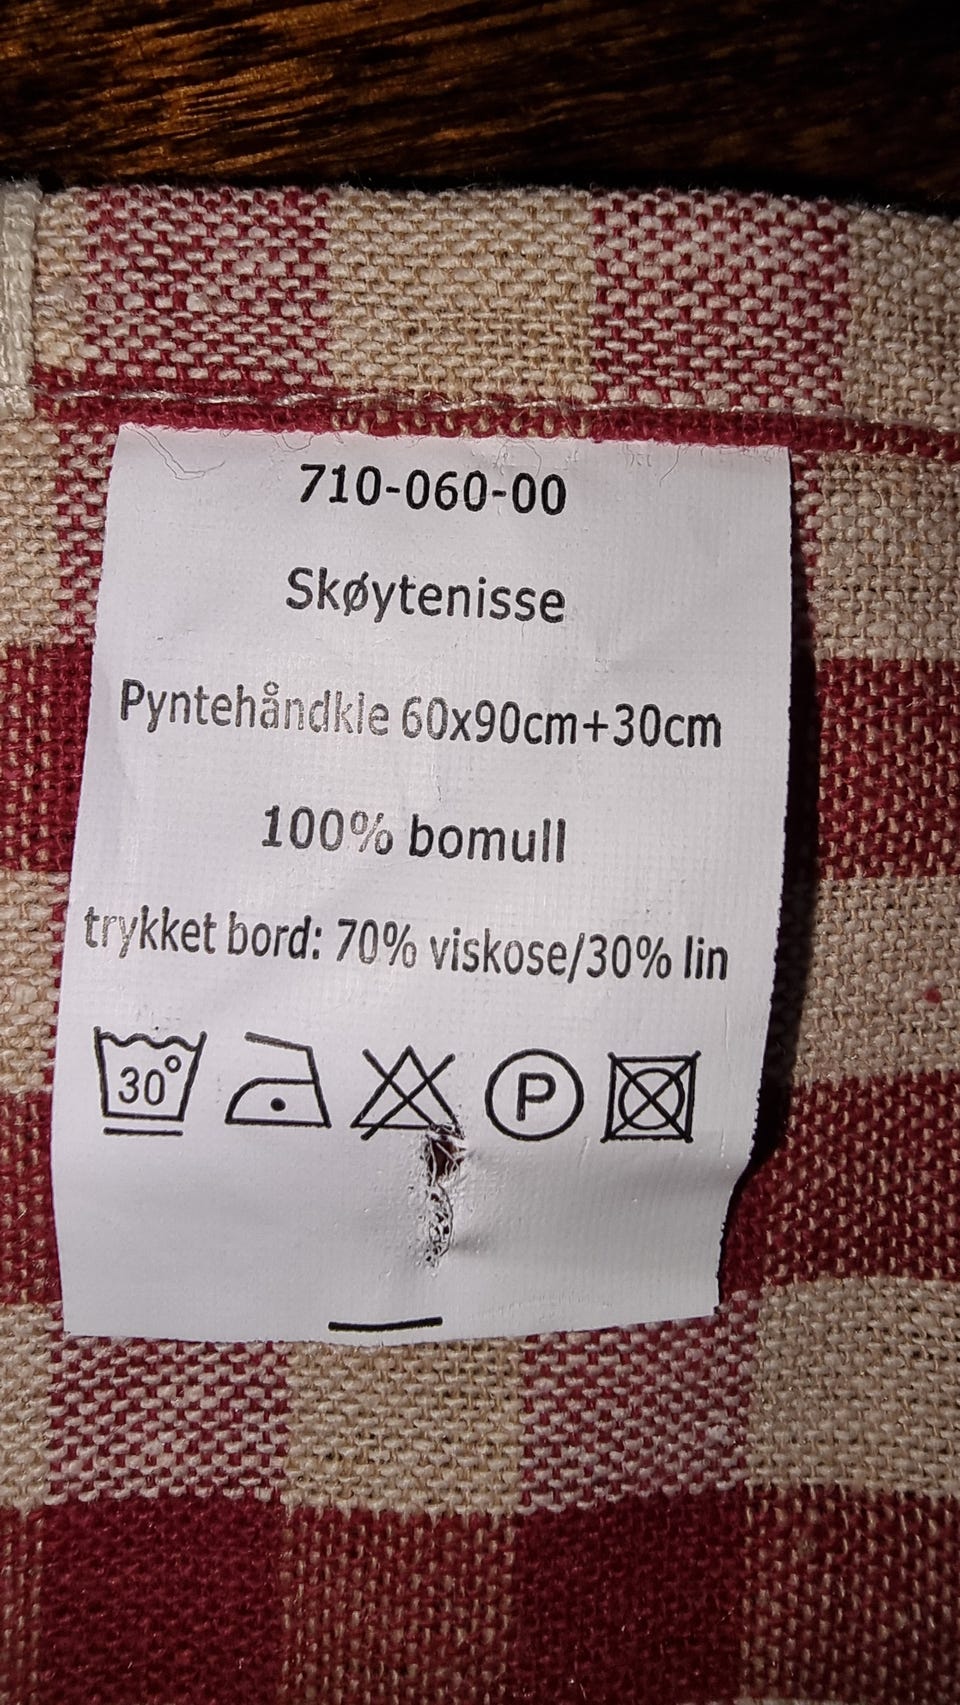 710-060-00
Skøytenisse
Pyntehåndkle 60x90cm+30cm
100% bomull
trykket bord: 70% viskose/30% lin
30°
P